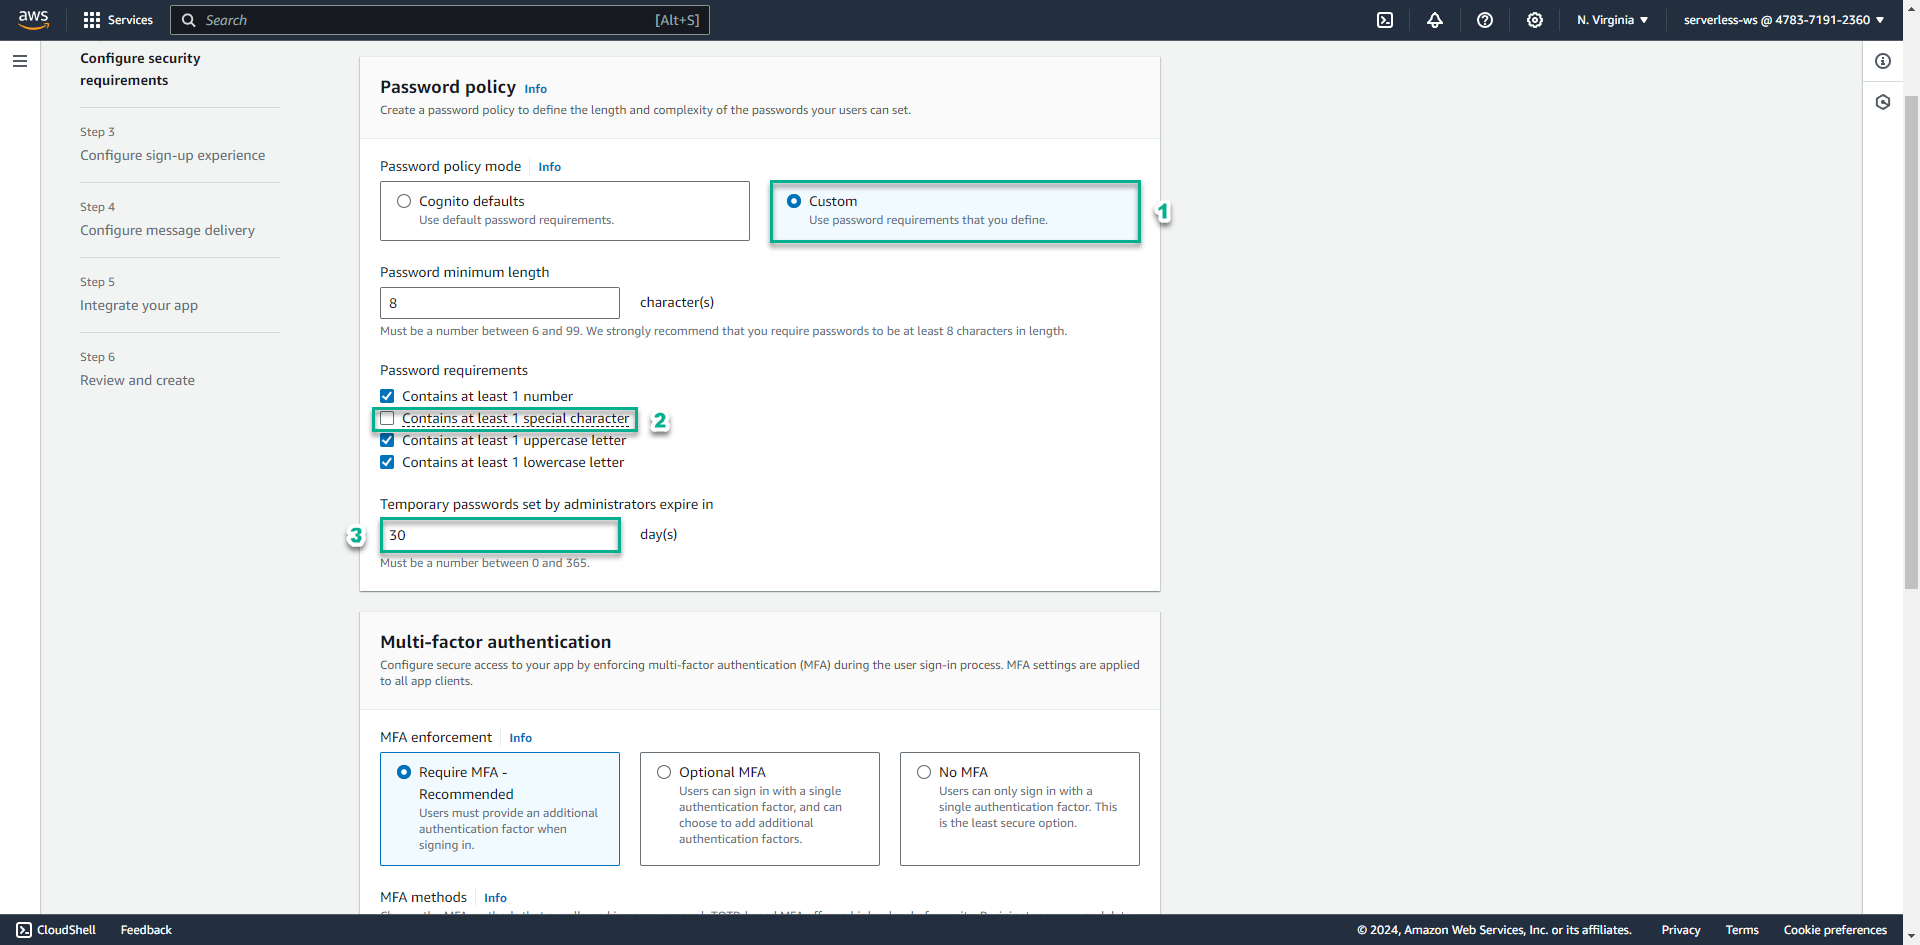 aws
Services
Search
[Alt+S]
N. Virginia
serverless-ws @ 4783-7191-2360
Configure security
requirements
Step 3
Configure sign-up experience
Step 4
Configure message delivery
Step 5
Integrate your app
Step 6
Review and create
Password policy Info
Create a password policy to define the length and complexity of the passwords your users can set.
Password policy mode Info
Cognito defaults
Use default password requirements.
Custom
Use password requirements that you define.
1
Password minimum length
8 character(s)
Must be a number between 6 and 99. We strongly recommend that you require passwords to be at least 8 characters in length.
Password requirements
Contains at least 1 number
Contains at least 1 special character
2
Contains at least 1 uppercase letter
Contains at least 1 lowercase letter
Temporary passwords set by administrators expire in
3
30 day(s)
Must be a number between 0 and 365.
Multi-factor authentication
Configure secure access to your app by enforcing multi-factor authentication (MFA) during the user sign-in process. MFA settings are applied
to all app clients.
MFA enforcement Info
Require MFA -
Recommended
Users must provide an additional
authentication factor when
signing in.
Optional MFA
Users can sign in with a single
authentication factor, and can
choose to add additional
authentication factors.
No MFA
Users can only sign in with a
single authentication factor. This
is the least secure option.
MFA methods Info
CloudShell
Feedback
© 2024, Amazon Web Services, Inc. or its affiliates.
Privacy
Terms
Cookie preferences